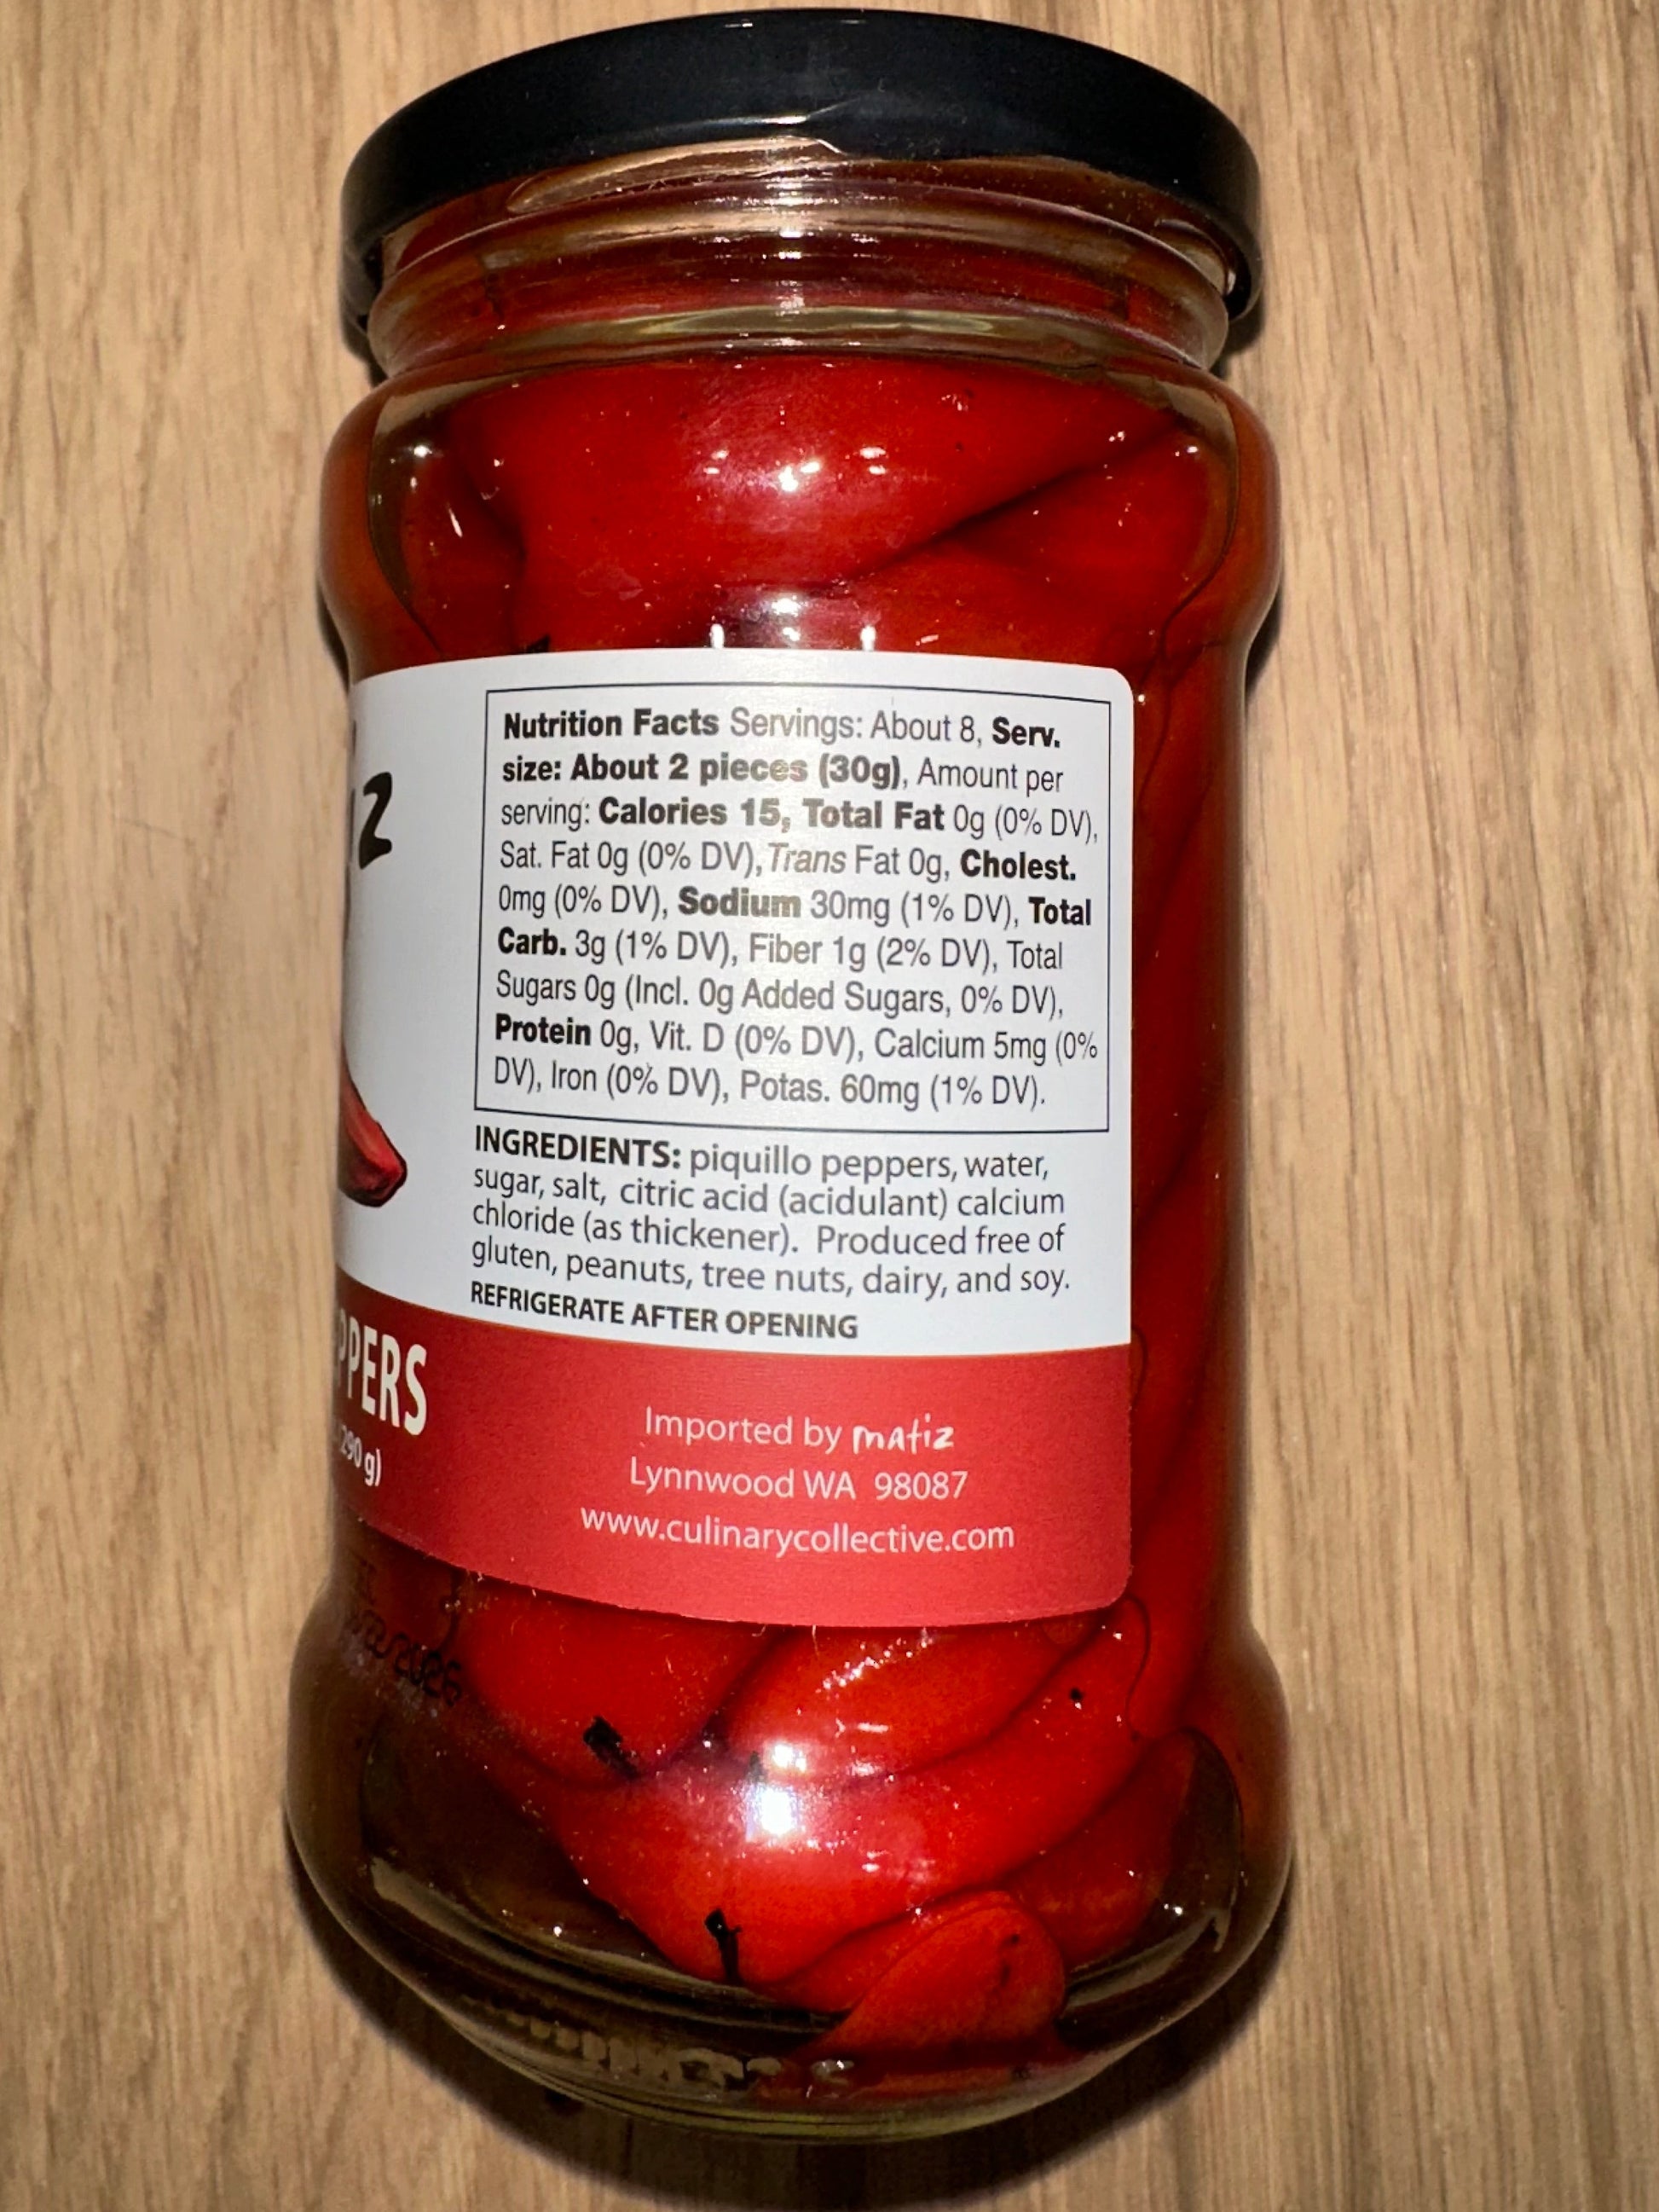 iz
Nutrition Facts Servings: About 8, Serv.
size: About 2 pieces (30g), Amount per
serving: Calories 15, Total Fat 0g (0% DV),
Sat. Fat 0g (0% DV), Trans Fat 0g, Cholest.
0mg (0% DV), Sodium 30mg (1% DV), Total
Carb. 3g (1% DV), Fiber 1g (2% DV), Total
Sugars 0g (Incl. 0g Added Sugars, 0% DV),
Protein 0g, Vit. D (0% DV), Calcium 5mg (0%
DV), Iron (0% DV), Potas. 60mg (1% DV).
INGREDIENTS: piquillo peppers, water,
sugar, salt, citric acid (acidulant) calcium
chloride (as thickener). Produced free of
gluten, peanuts, tree nuts, dairy, and soy.
REFRIGERATE AFTER OPENING
PPERS
(290 g)
Imported by matiz
Lynnwood WA 98087
www.culinarycollective.com